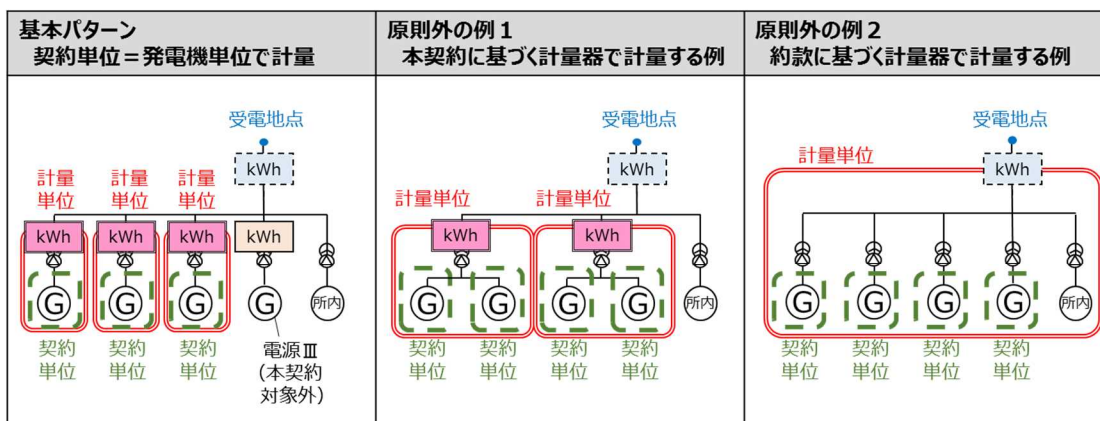 基本パターン
契約単位=発電機単位で計量
受電地点
kWh
計量
単位
計量
単位
計量
単位
kWh
kWh
kWh
kWh
G
G
G
G
所内
契約
単位
契約
単位
契約
単位
電源Ⅲ
(本契約
対象外)
原則外の例1
本契約に基づく計量器で計量する例
受電地点
kWh
計量単位
計量単位
kWh
kWh
G
G
G
G
所内
契約
単位
契約
単位
契約
単位
契約
単位
原則外の例2
約款に基づく計量器で計量する例
受電地点
計量単位
kWh
G
G
G
G
所内
契約
単位
契約
単位
契約
単位
契約
単位